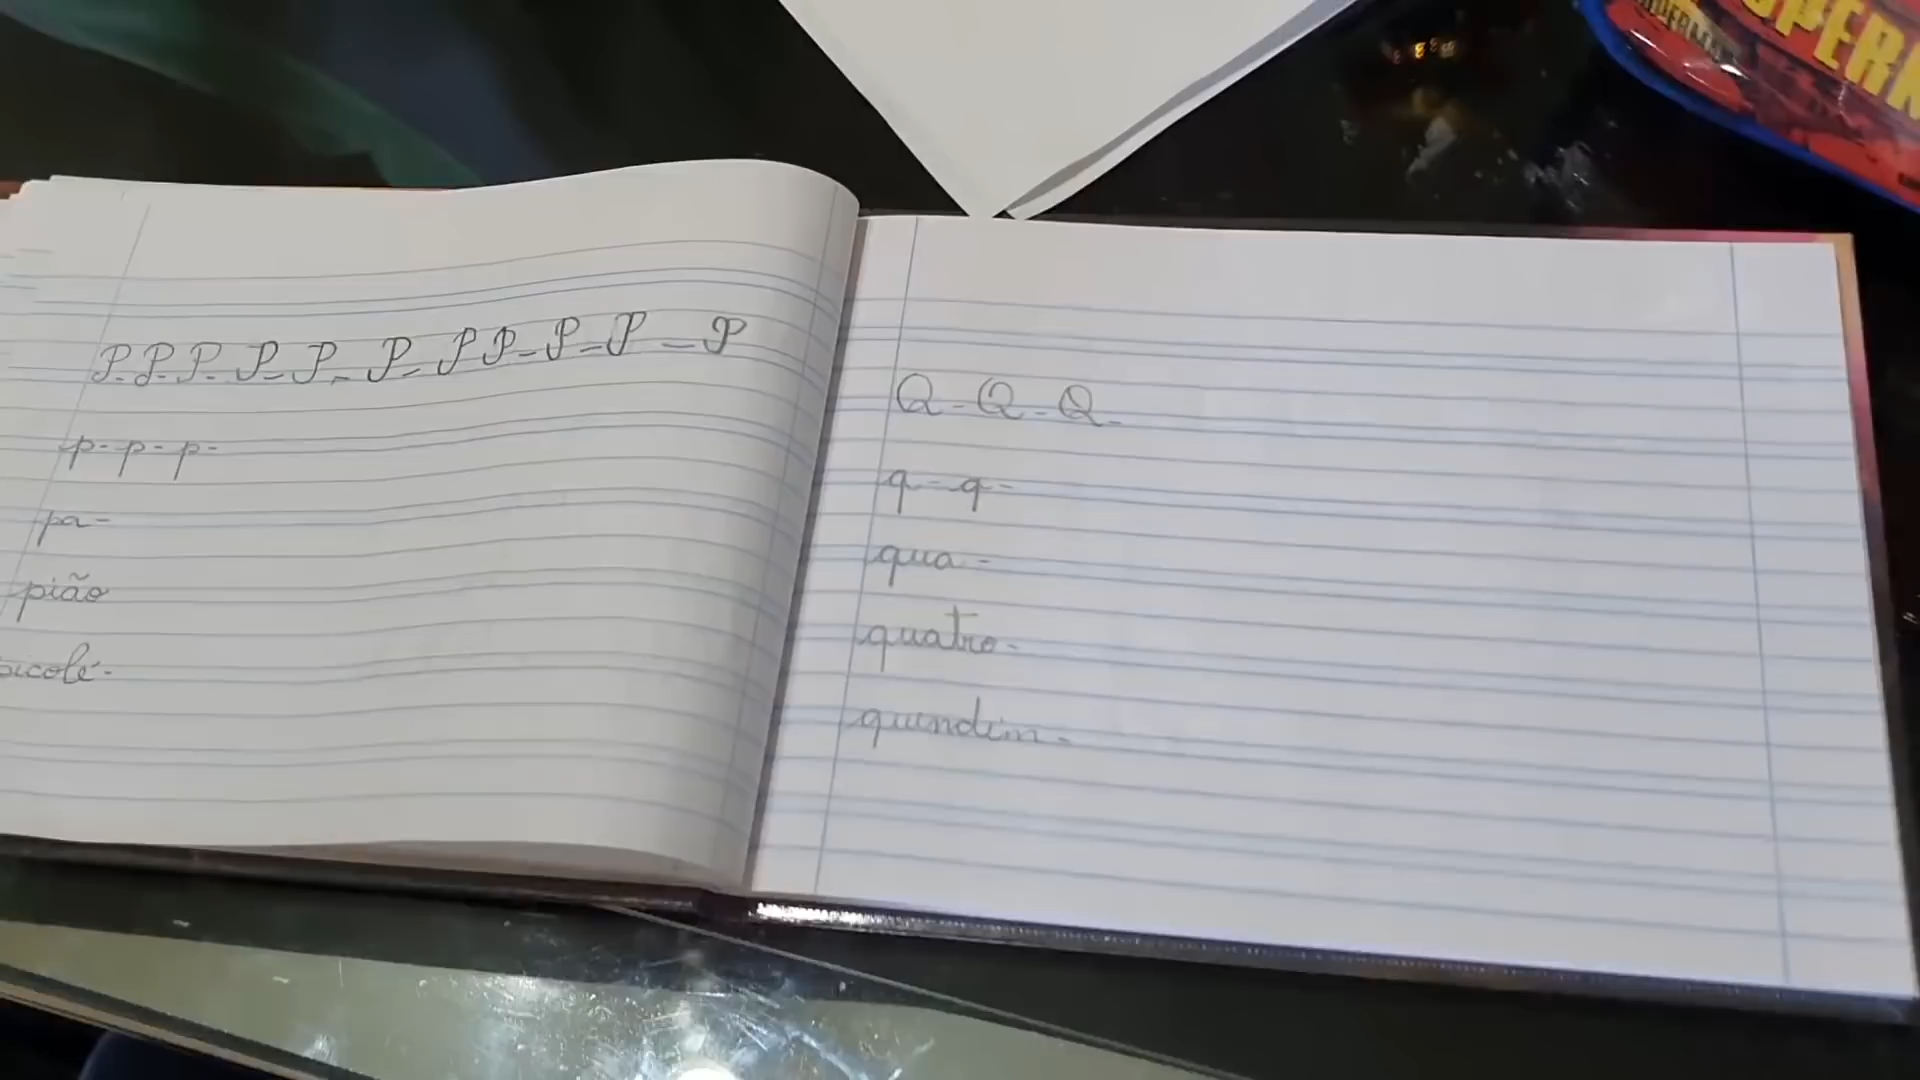 P-P-P-P-P-P-P P-P-P-P
p-p-p-
pa-
pião
picolé-
Q-Q-Q-
q-q-
qua-
quatro-
quindim-